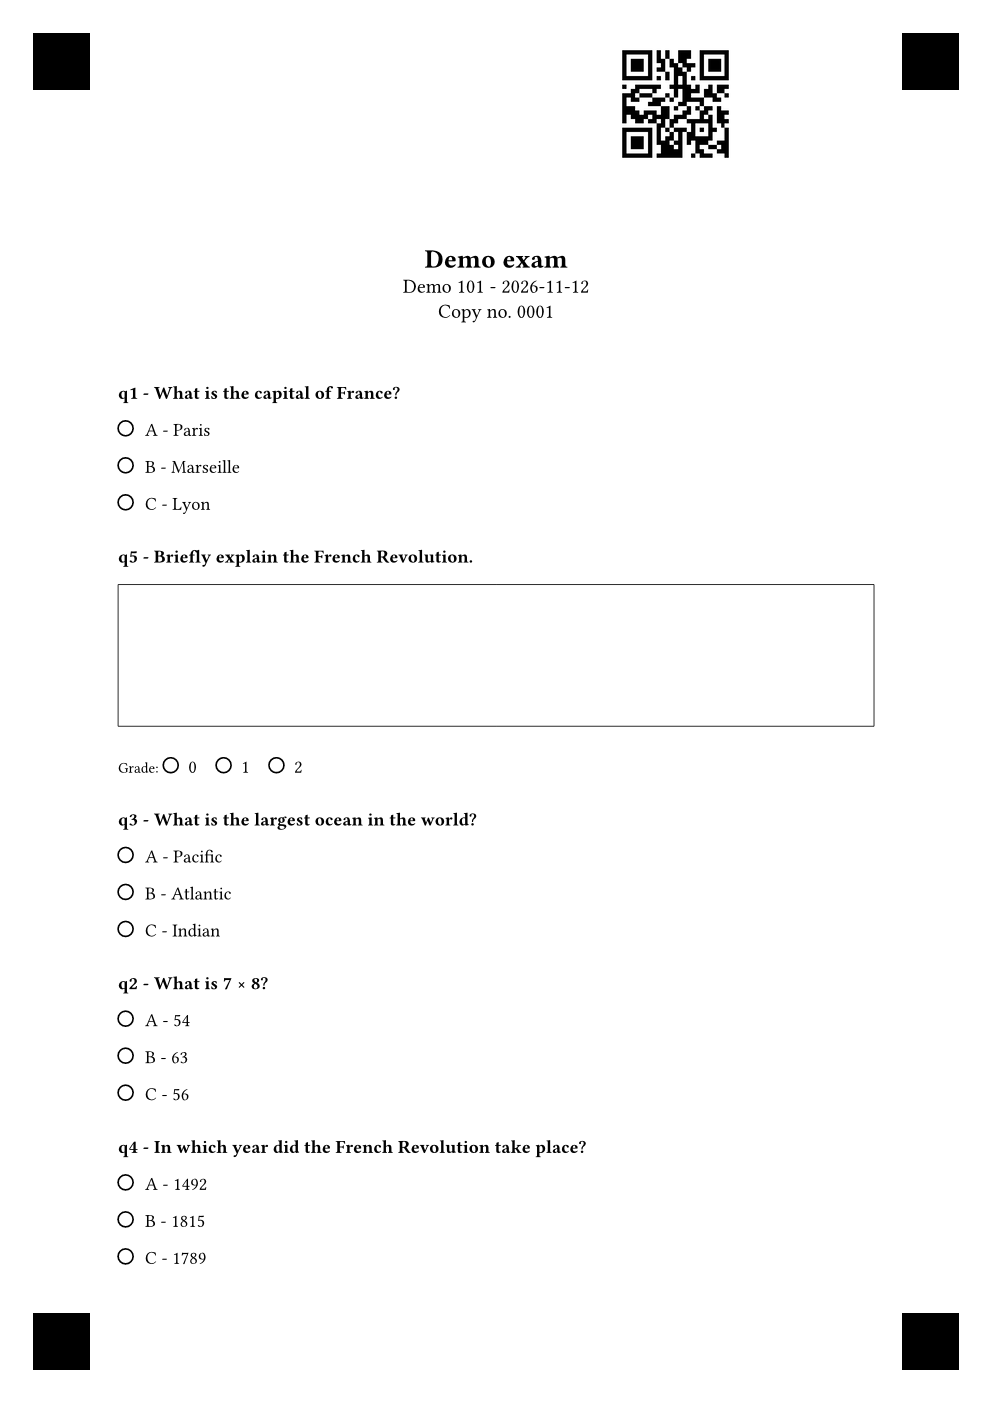 Demo exam
Demo 101 - 2026-11-12
Copy no. 0001
q1 - What is the capital of France?
A - Paris
B - Marseille
C - Lyon
q5 - Briefly explain the French Revolution.
Grade: 0 1 2
q3 - What is the largest ocean in the world?
A - Pacific
B - Atlantic
C - Indian
q2 - What is 7 × 8?
A - 54
B - 63
C - 56
q4 - In which year did the French Revolution take place?
A - 1492
B - 1815
C - 1789